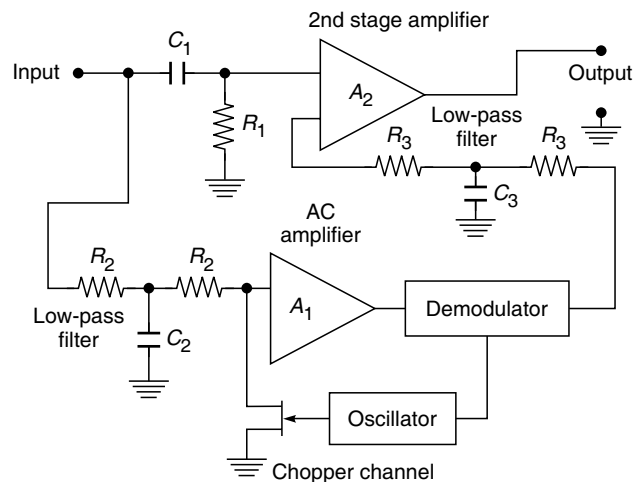 2nd stage amplifier
C1
Input
A2
Output
R1
Low-pass
filter
R3
R3
C3
AC
amplifier
R2
R2
A1
Demodulator
Low-pass
filter
C2
Oscillator
Chopper channel